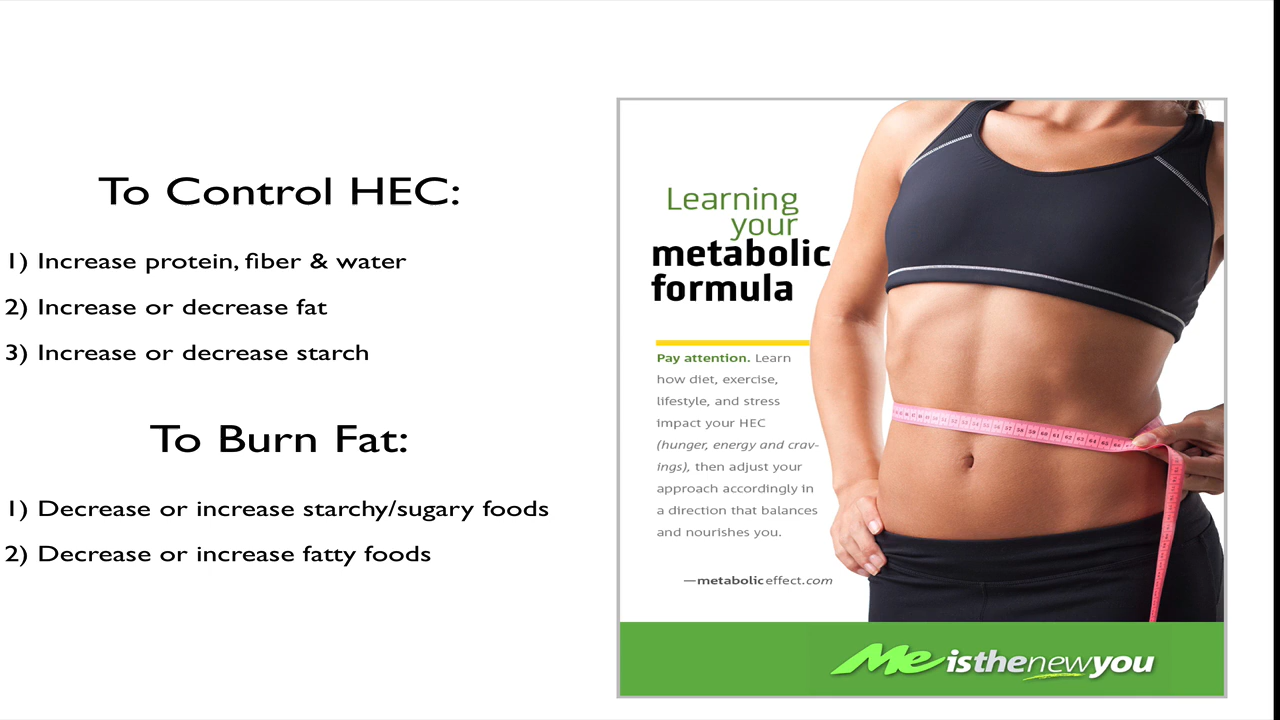 To Control HEC:
1) Increase protein, fiber & water
2) Increase or decrease fat
3) Increase or decrease starch
To Burn Fat:
1) Decrease or increase starchy/sugary foods
2) Decrease or increase fatty foods
Learning
your
metabolic
formula
Pay attention. Learn
how diet, exercise,
lifestyle, and stress
impact your HEC
(hunger, energy and crav-
ings), then adjust your
approach accordingly in
a direction that balances
and nourishes you.
—metaboliceffect.com
Me isthenewyou